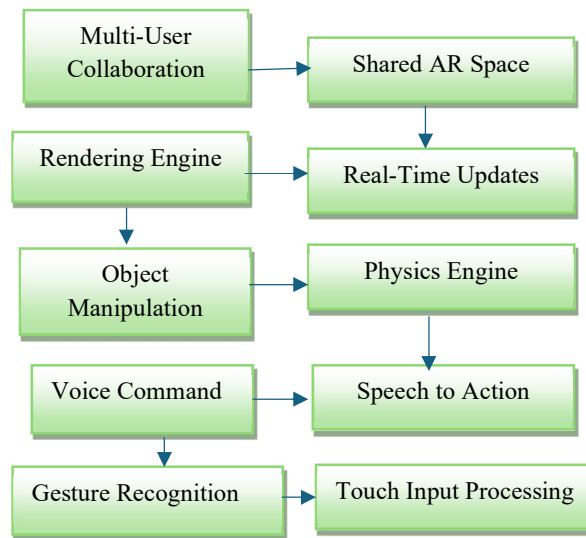 Multi-User
Collaboration
Shared AR Space
Rendering Engine
Real-Time Updates
Object
Manipulation
Physics Engine
Voice Command
Speech to Action
Gesture Recognition
Touch Input Processing